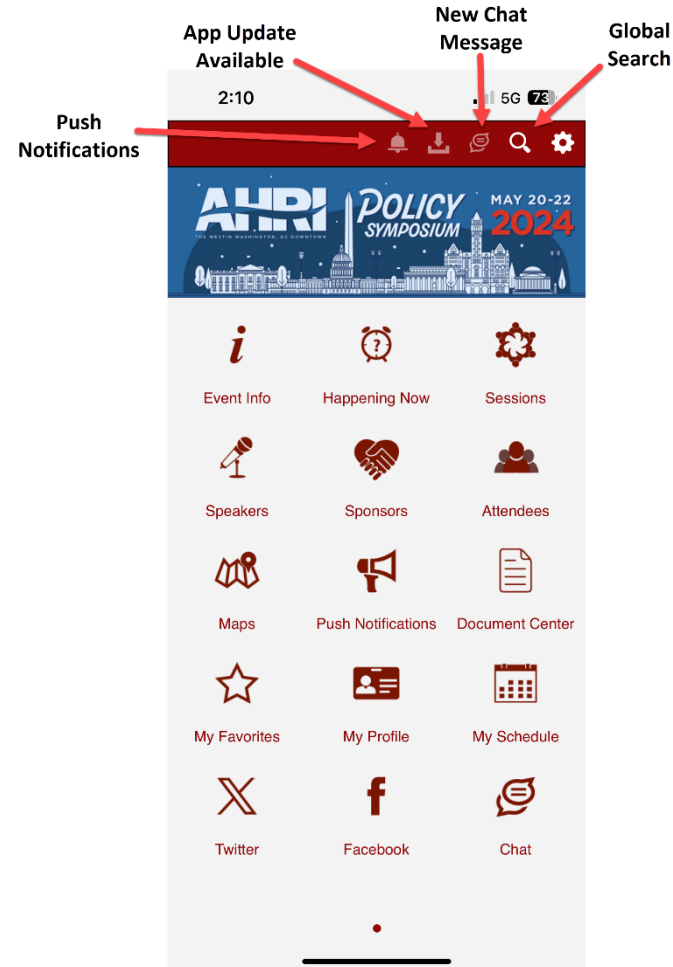 App Update
Available
New Chat
Message
Global
Search
Push
Notifications
2:10
5G 73
AHRI
THE WESTIN WASHINGTON, DC DOWNTOWN
POLICY
SYMPOSIUM
MAY 20-22
2024
Event Info
Happening Now
Sessions
Speakers
Sponsors
Attendees
Maps
Push Notifications
Document Center
My Favorites
My Profile
My Schedule
Twitter
Facebook
Chat